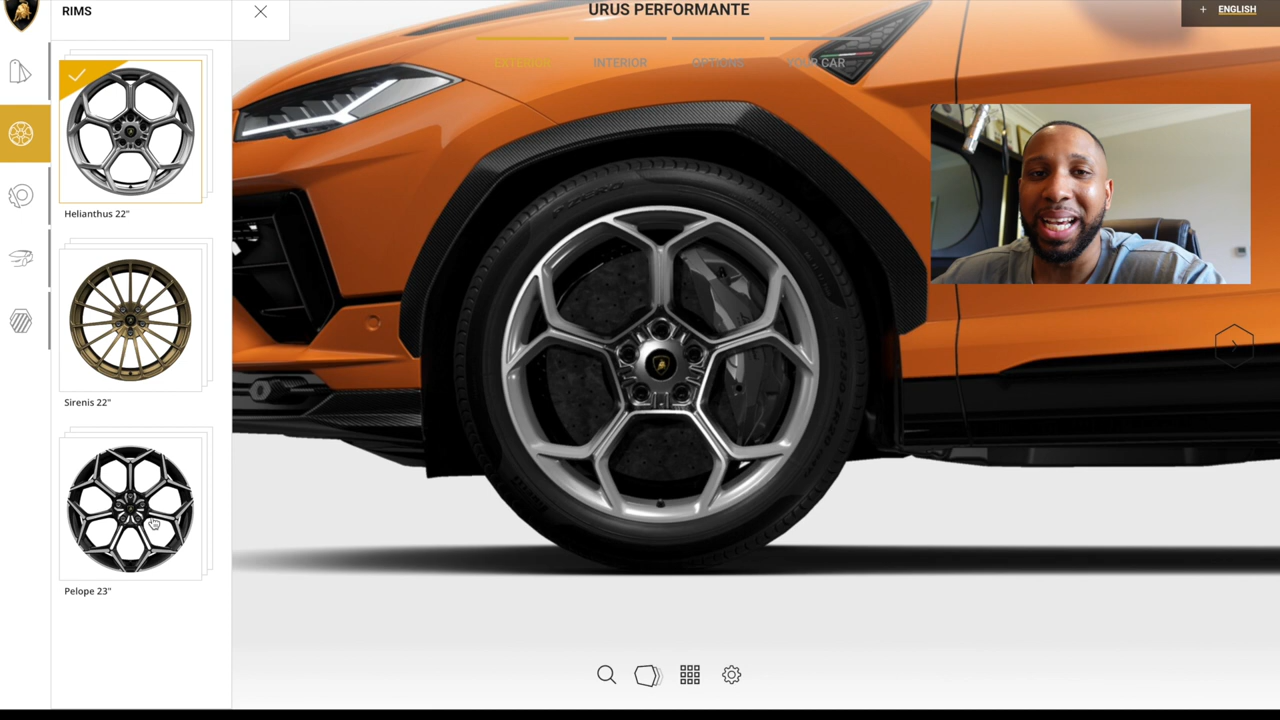 RIMS
URUS PERFORMANTE
+ ENGLISH
EXTERIOR INTERIOR OPTIONS YOUR CAR
Helianthus 22"
Sirenis 22"
Pelope 23"